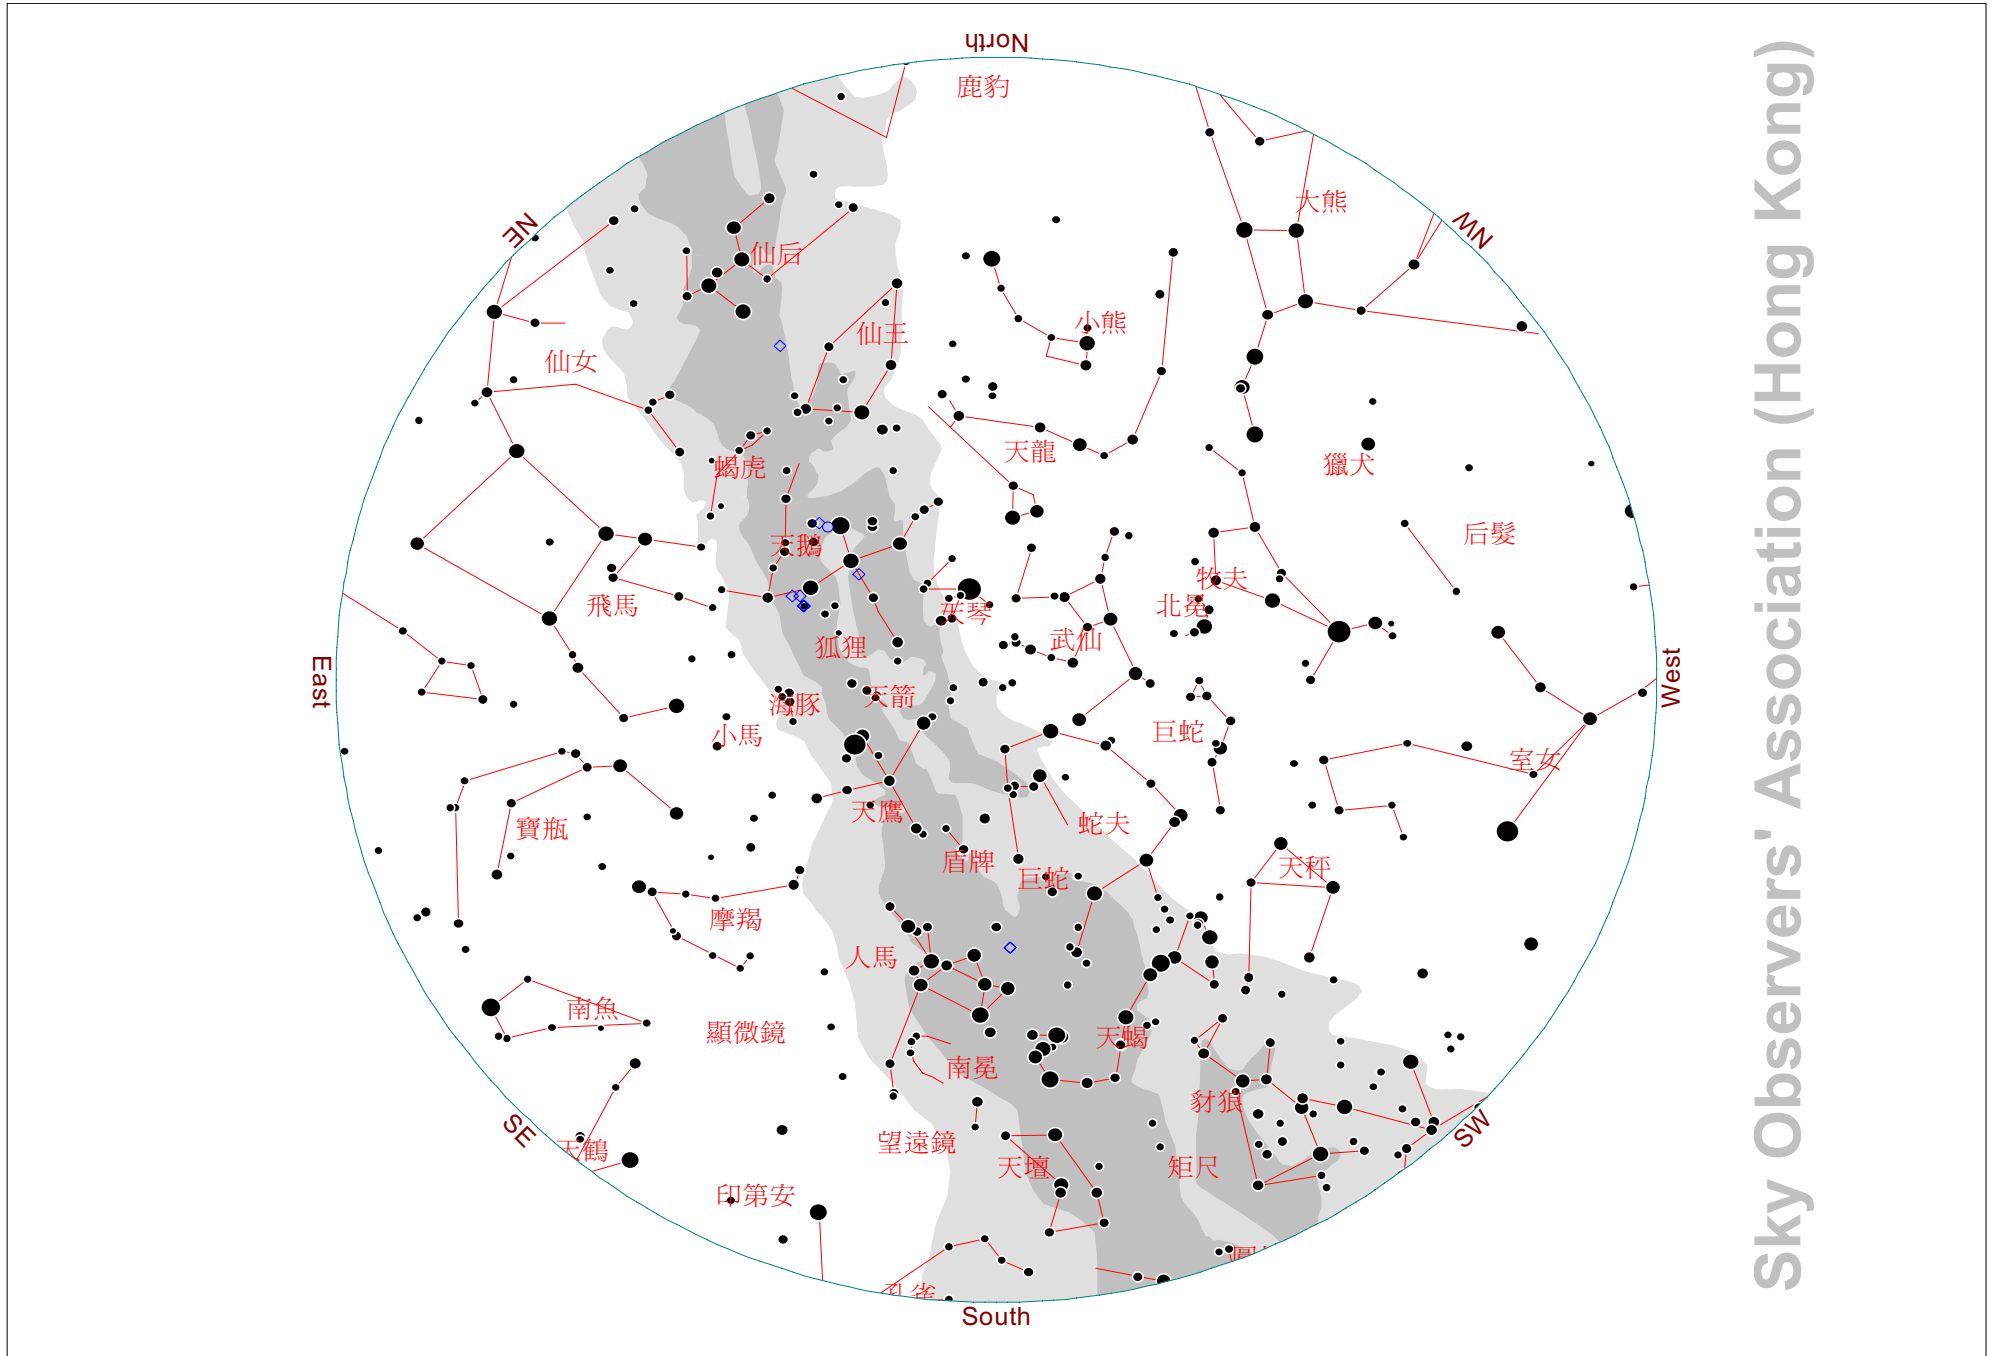 North
鹿豹
大熊
NE
NW
仙后
仙王
小熊
仙女
天龍
獵犬
蝎虎
后髮
天鵝
牧夫
飛馬
北冕
天琴
武仙
狐狸
East
West
天箭
海豚
小馬
巨蛇
室女
天鷹
蛇夫
寶瓶
盾牌
天秤
巨蛇
摩羯
人馬
南魚
顯微鏡
天蝎
南冕
豺狼
SE
SW
望遠鏡
天鶴
天壇
矩尺
印第安
孔雀
South
Sky Observers' Association (Hong Kong)